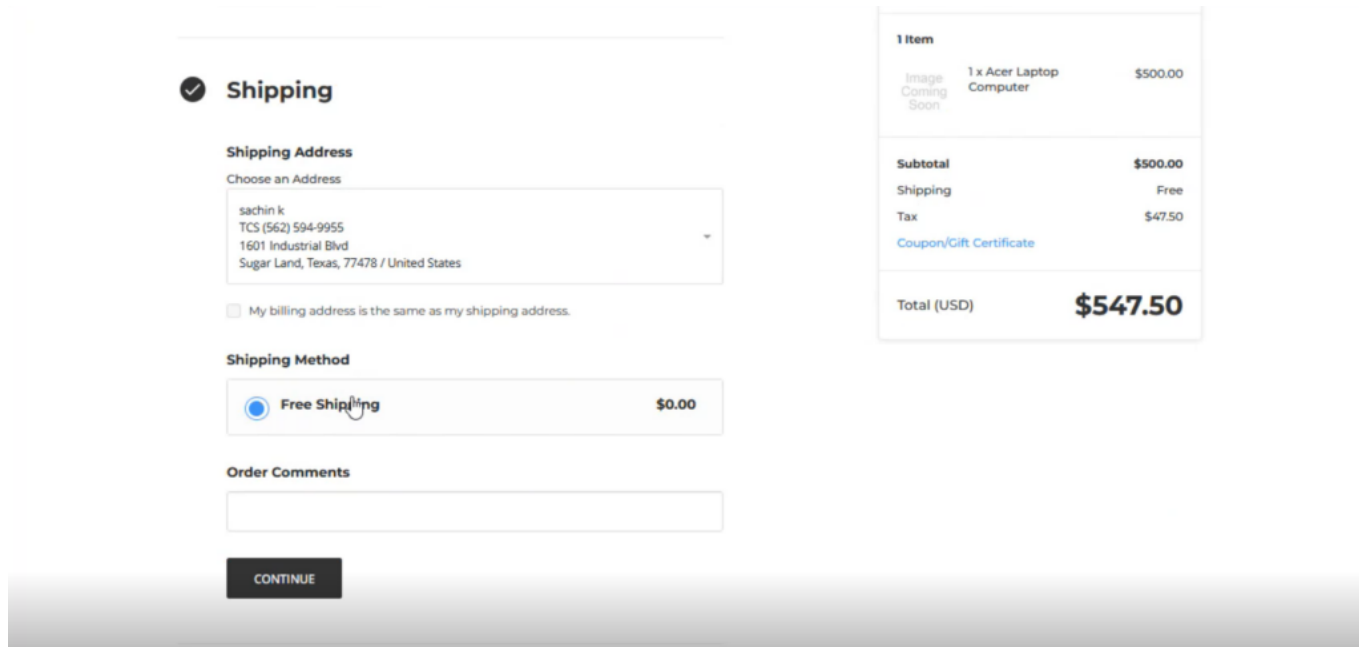 Shipping
Shipping Address
Choose an Address
sachin k
TCS (562) 594-9955
1601 Industrial Blvd
Sugar Land, Texas, 77478 / United States
My billing address is the same as my shipping address.
Shipping Method
Free Shipping $0.00
Order Comments
CONTINUE
1 Item
Image
Coming
Soon
1 x Acer Laptop
Computer
$500.00
Subtotal $500.00
Shipping Free
Tax $47.50
Coupon/Gift Certificate
Total (USD) $547.50